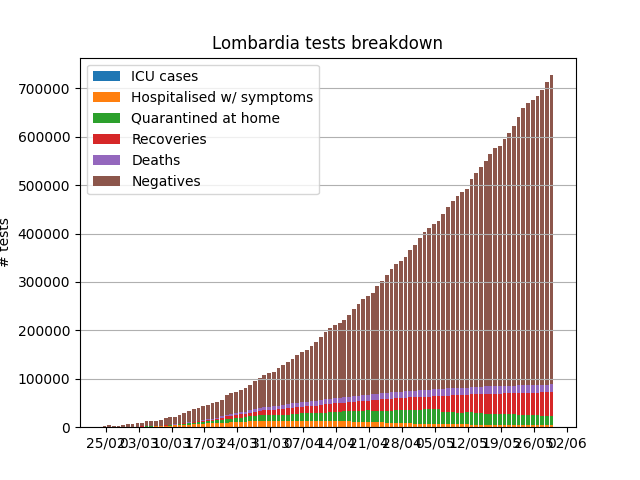 Lombardia tests breakdown
ICU cases
Hospitalised w/ symptoms
Quarantined at home
Recoveries
Deaths
Negatives
# tests
700000
600000
500000
400000
300000
200000
100000
0
25/02 03/03 10/03 17/03 24/03 31/03 07/04 14/04 21/04 28/04 05/05 12/05 19/05 26/05 02/06